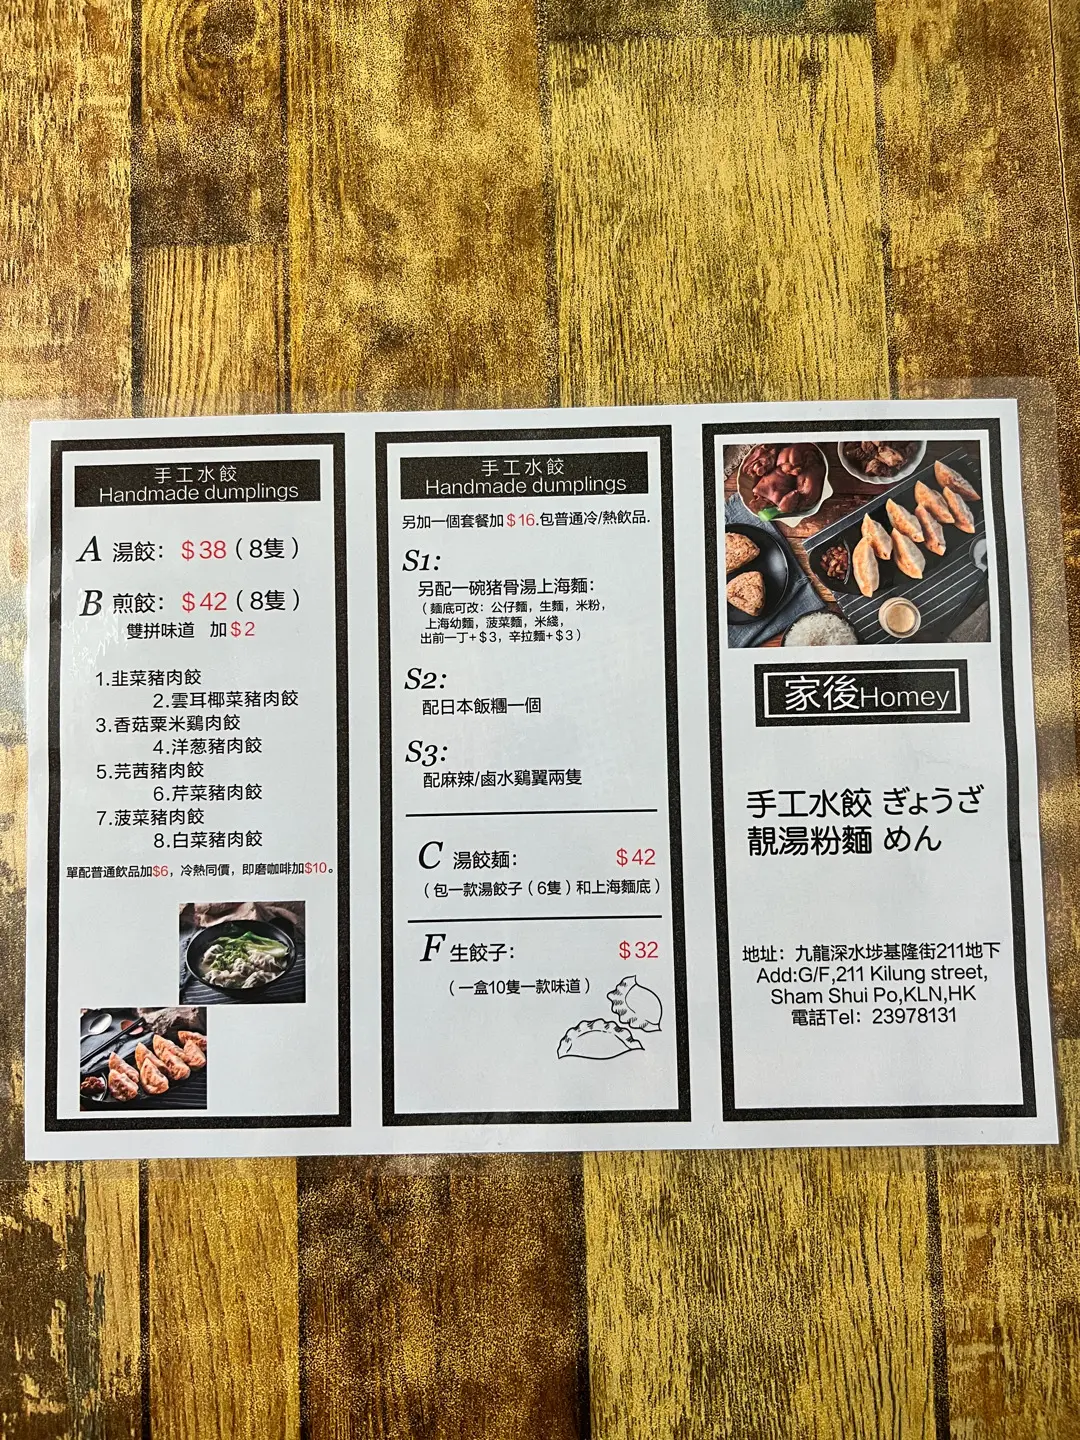 手工水餃
Handmade dumplings
A 湯餃：$38（8隻）
B 煎餃：$42（8隻）
雙拼味道 加$2
1.韭菜豬肉餃
2.雲耳椰菜豬肉餃
3.香菇粟米鷄肉餃
4.洋葱豬肉餃
5.芫茜豬肉餃
6.芹菜豬肉餃
7.菠菜豬肉餃
8.白菜豬肉餃
單配普通飲品加$6，冷熱同價，即磨咖啡加$10。
手工水餃
Handmade dumplings
另加一個套餐加$16.包普通冷/熱飲品.
S1:
另配一碗猪骨湯上海麵：
（麵底可改：公仔麵，生麵，米粉，
上海幼麵，菠菜麵，米綫，
出前一丁+$3，辛拉麵+$3）
S2:
配日本飯糰一個
S3:
配麻辣/鹵水鷄翼兩隻
C 湯餃麵： $42
（包一款湯餃子（6隻）和上海麵底）
F 生餃子： $32
（一盒10隻一款味道）
家後Homey
手工水餃 ぎょうざ
靚湯粉麵 めん
地址：九龍深水埗基隆街211地下
Add:G/F,211 Kilung street,
Sham Shui Po,KLN,HK
電話Tel：23978131